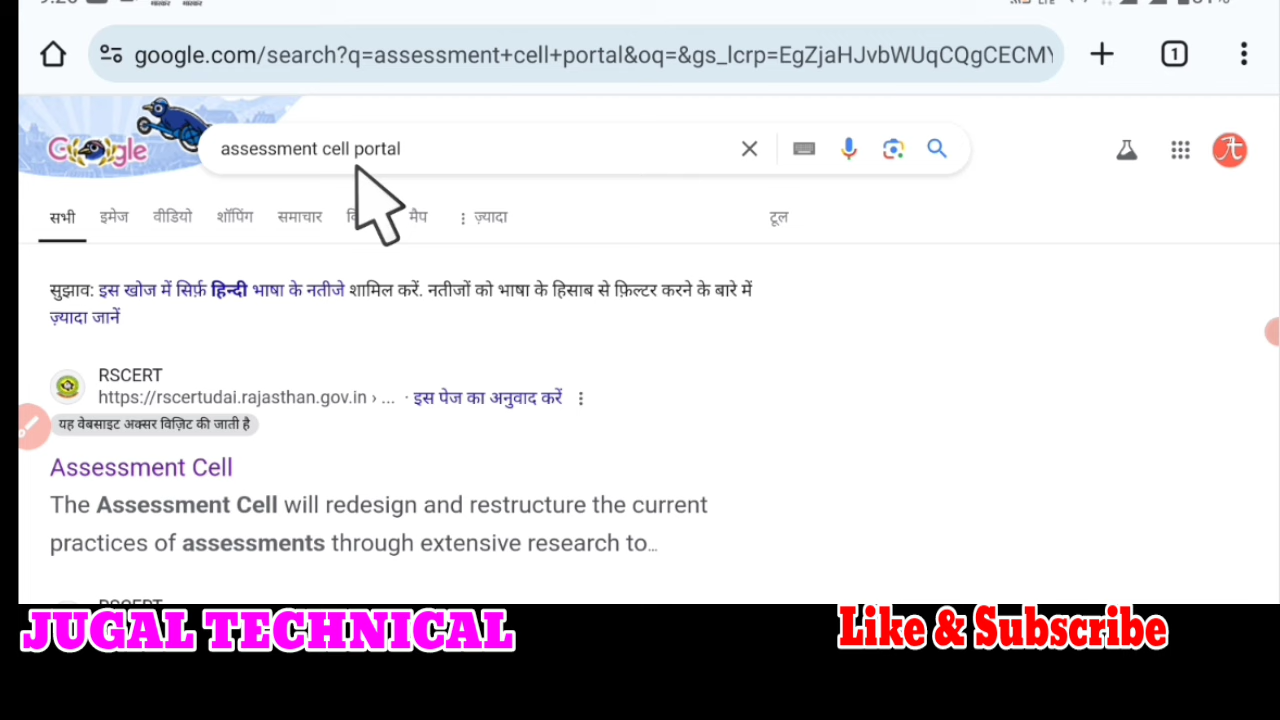 google.com/search?q=assessment+cell+portal&oq=&gs_lcrp=EgZjaHJvbWUqCQgCECMY
1
Google
assessment cell portal
सभी इमेज वीडियो शॉपिंग समाचार मैप ज़्यादा टूल
सुझाव: इस खोज में सिर्फ़ हिन्दी भाषा के नतीजे शामिल करें. नतीजों को भाषा के हिसाब से फ़िल्टर करने के बारे में
ज़्यादा जानें
RSCERT
https://rscertudai.rajasthan.gov.in › ... · इस पेज का अनुवाद करें
यह वेबसाइट अक्सर विज़िट की जाती है
Assessment Cell
The Assessment Cell will redesign and restructure the current
practices of assessments through extensive research to...
JUGAL TECHNICAL
Like & Subscribe